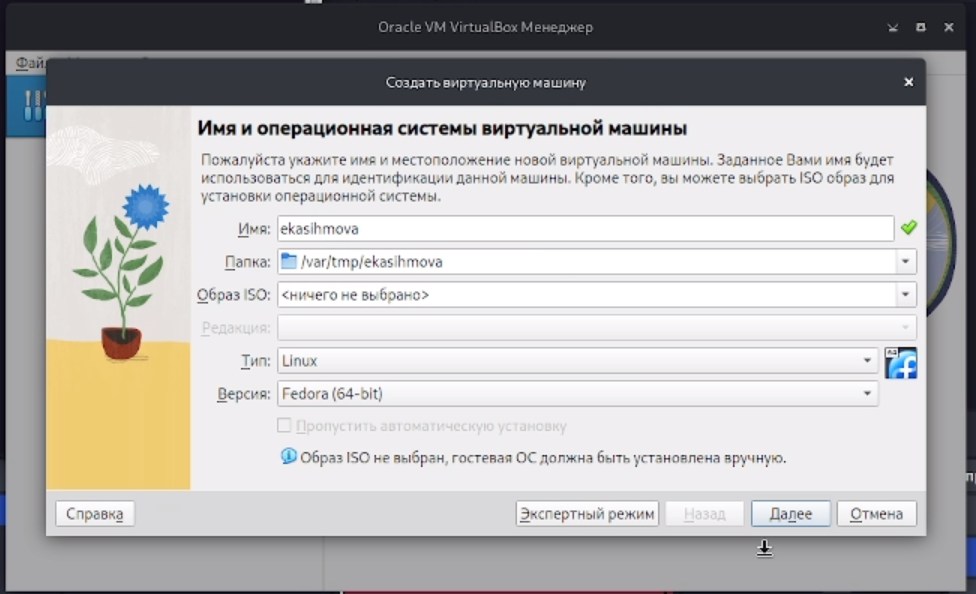 Oracle VM VirtualBox Менеджер
Файл
Создать виртуальную машину
Имя и операционная системы виртуальной машины
Пожалуйста укажите имя и местоположение новой виртуальной машины. Заданное Вами имя будет
использоваться для идентификации данной машины. Кроме того, вы можете выбрать ISO образ для
установки операционной системы.
Имя: ekasihmova
Папка: /var/tmp/ekasihmova
Образ ISO: <ничего не выбрано>
Редакция:
Тип: Linux
Версия: Fedora (64-bit)
Пропустить автоматическую установку
Образ ISO не выбран, гостевая ОС должна быть установлена вручную.
Справка Экспертный режим Назад Далее Отмена